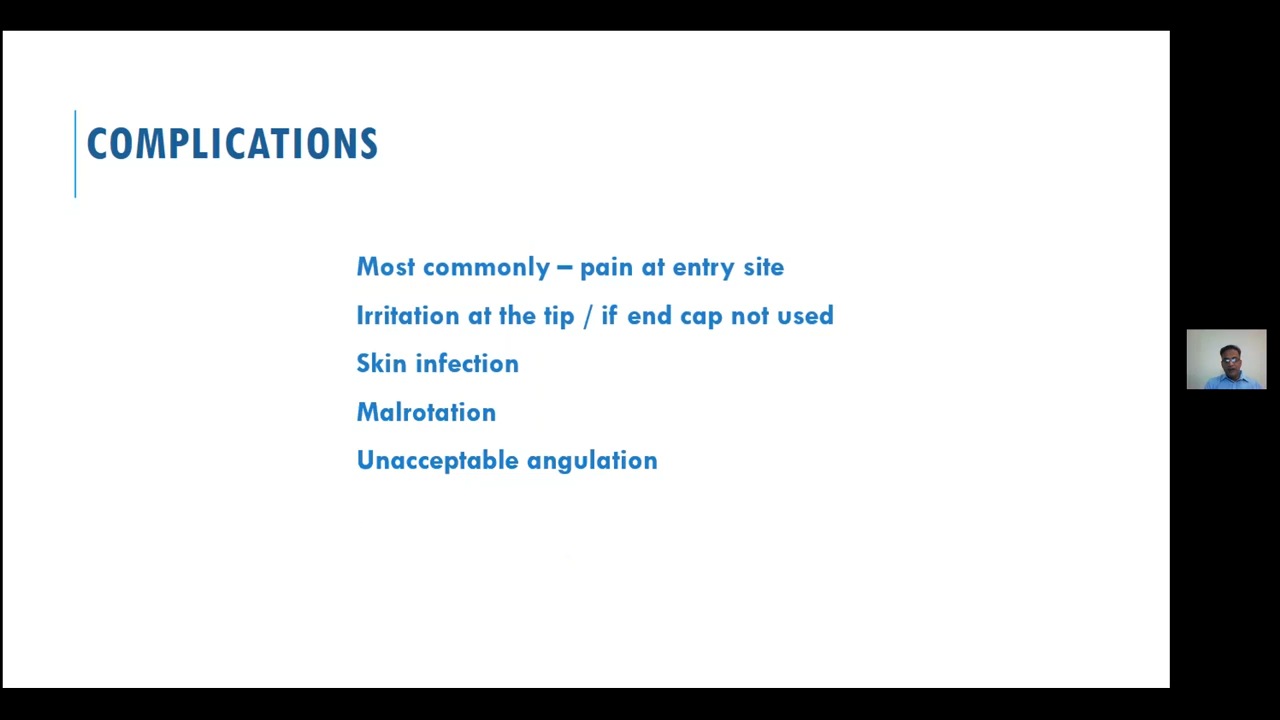 COMPLICATIONS
Most commonly – pain at entry site
Irritation at the tip / if end cap not used
Skin infection
Malrotation
Unacceptable angulation